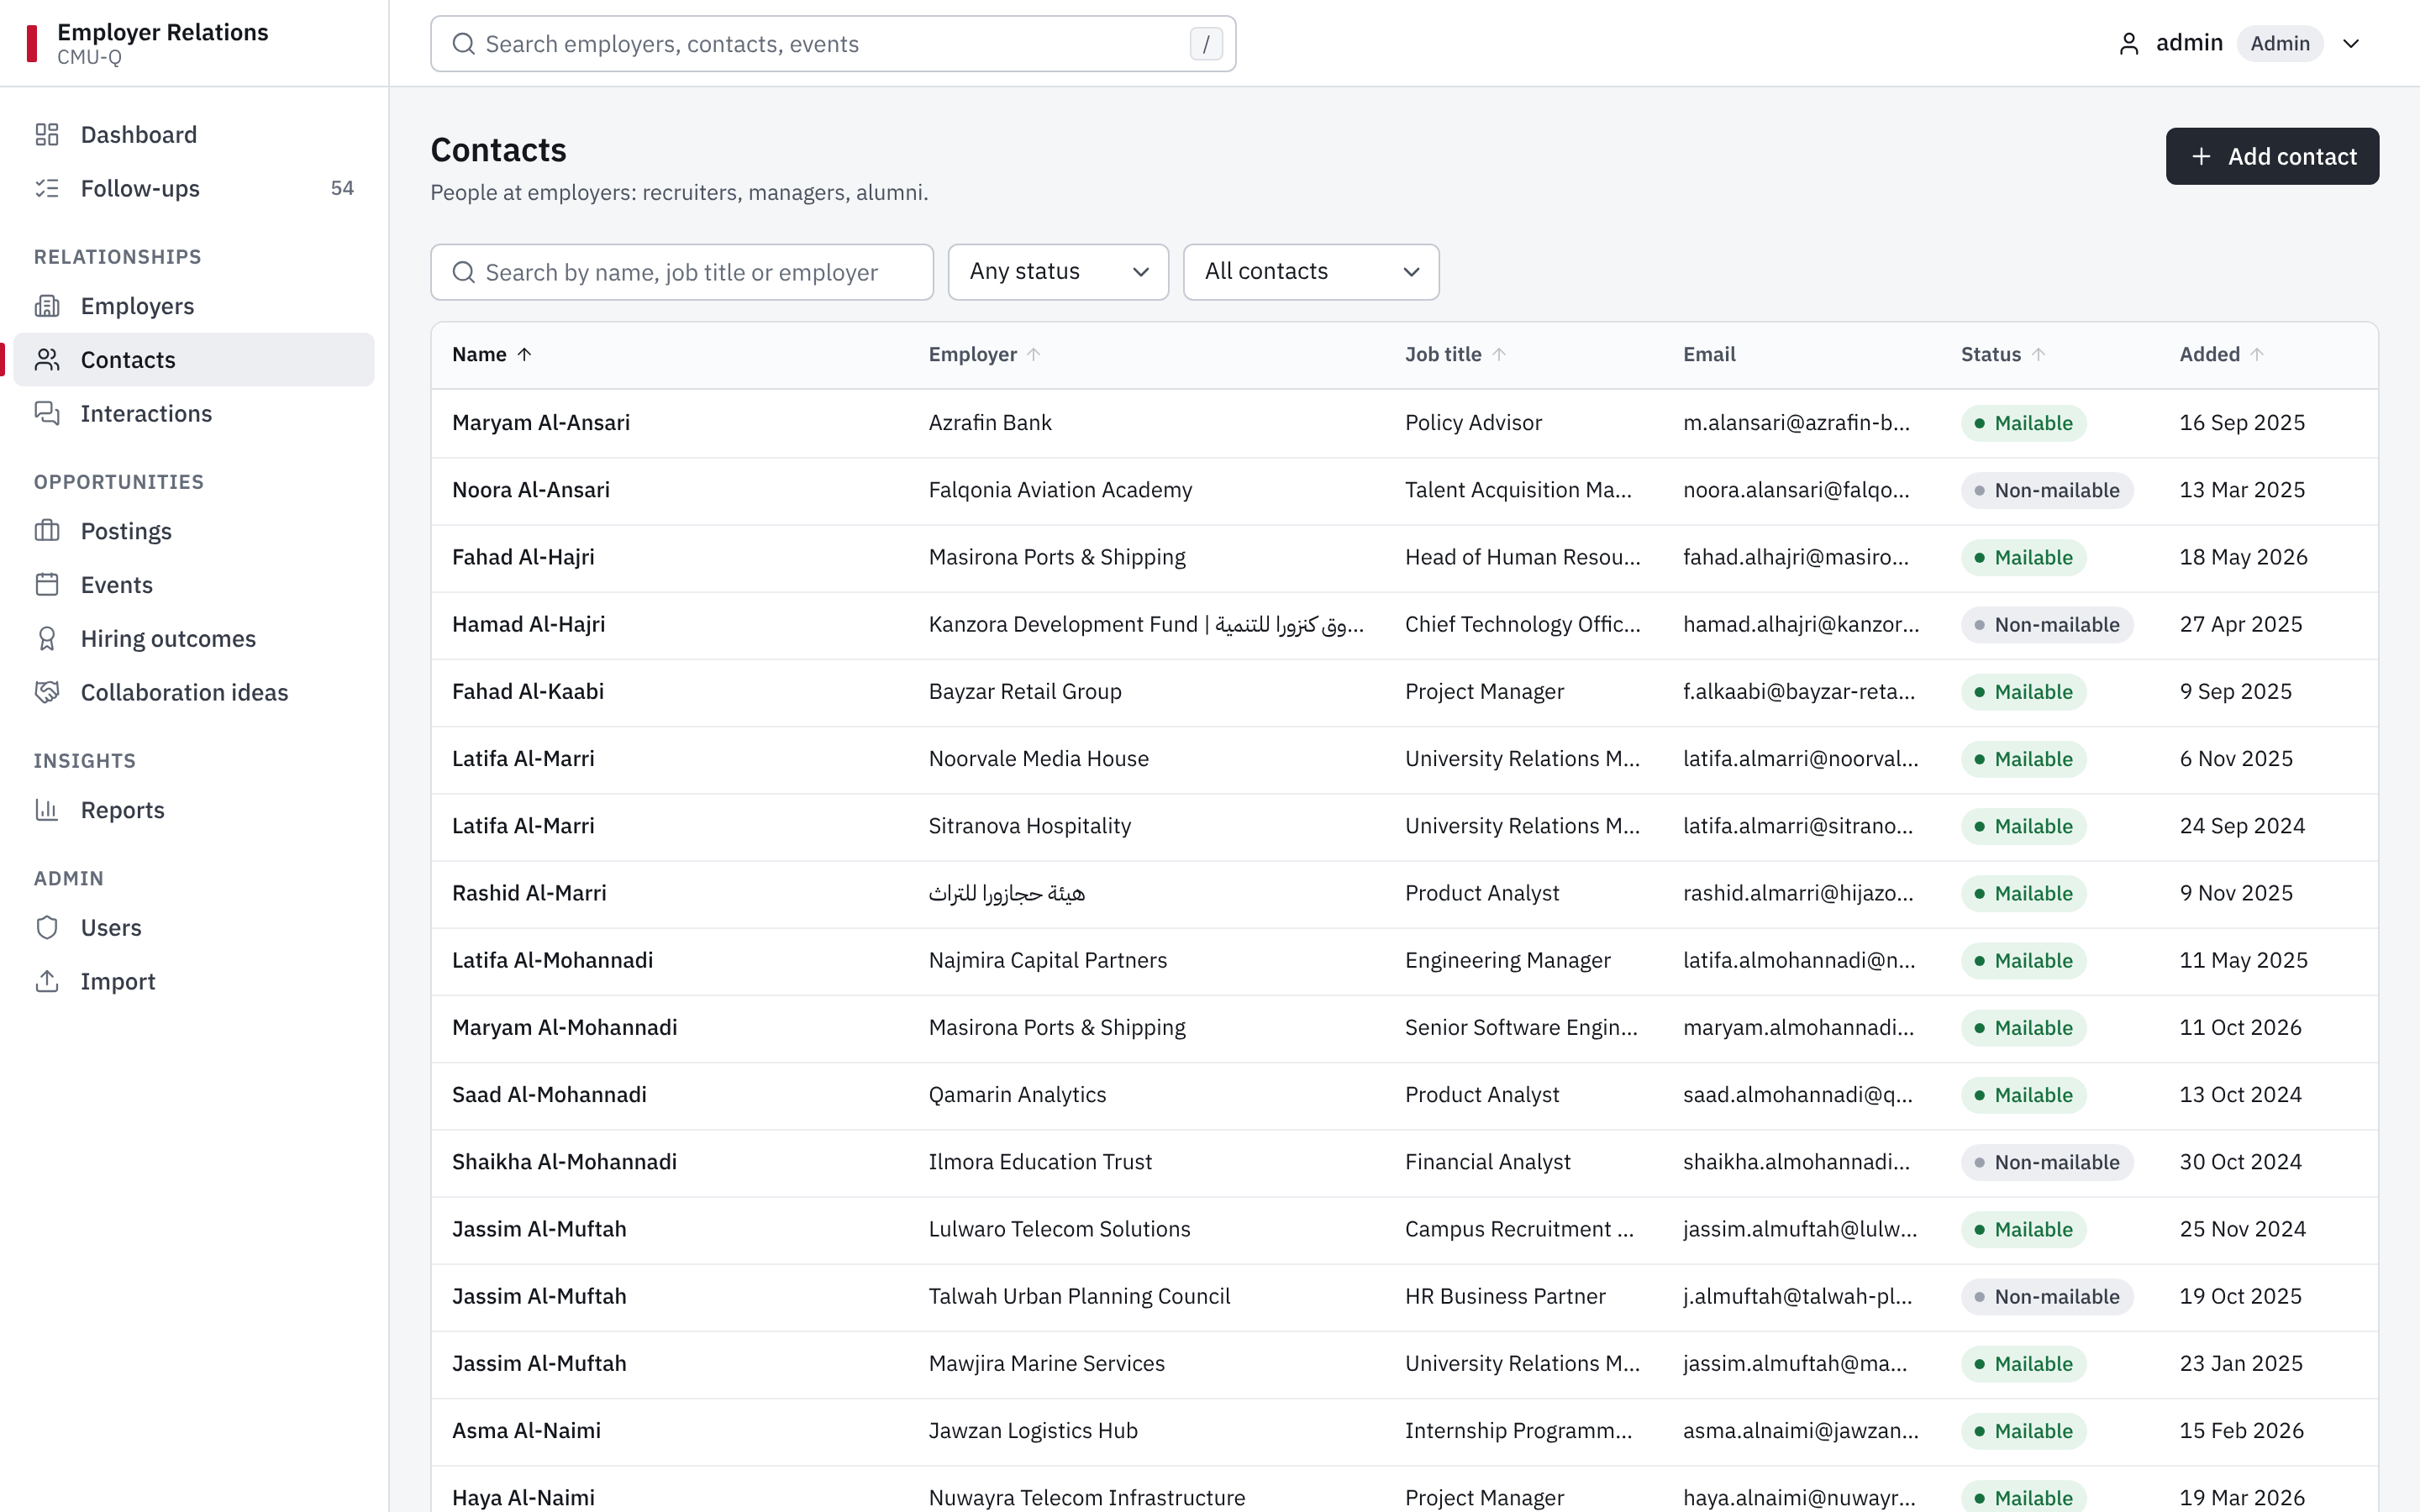 Employer Relations
CMU-Q
Search employers, contacts, events /
admin Admin
Dashboard
Follow-ups 54
RELATIONSHIPS
Employers
Contacts
Interactions
OPPORTUNITIES
Postings
Events
Hiring outcomes
Collaboration ideas
INSIGHTS
Reports
ADMIN
Users
Import
Contacts
People at employers: recruiters, managers, alumni.
+ Add contact
Search by name, job title or employer Any status All contacts
Name Employer Job title Email Status Added
Maryam Al-Ansari Azrafin Bank Policy Advisor m.alansari@azrafin-b... Mailable 16 Sep 2025
Noora Al-Ansari Falqonia Aviation Academy Talent Acquisition Ma... noora.alansari@falqo... Non-mailable 13 Mar 2025
Fahad Al-Hajri Masirona Ports & Shipping Head of Human Resou... fahad.alhajri@masiro... Mailable 18 May 2026
Hamad Al-Hajri Kanzora Development Fund | وق كنزورا للتنمية... Chief Technology Offic... hamad.alhajri@kanzor... Non-mailable 27 Apr 2025
Fahad Al-Kaabi Bayzar Retail Group Project Manager f.alkaabi@bayzar-reta... Mailable 9 Sep 2025
Latifa Al-Marri Noorvale Media House University Relations M... latifa.almarri@noorval... Mailable 6 Nov 2025
Latifa Al-Marri Sitranova Hospitality University Relations M... latifa.almarri@sitrano... Mailable 24 Sep 2024
Rashid Al-Marri هيئة حجازورا للتراث Product Analyst rashid.almarri@hijazo... Mailable 9 Nov 2025
Latifa Al-Mohannadi Najmira Capital Partners Engineering Manager latifa.almohannadi@n... Mailable 11 May 2025
Maryam Al-Mohannadi Masirona Ports & Shipping Senior Software Engin... maryam.almohannadi... Mailable 11 Oct 2026
Saad Al-Mohannadi Qamarin Analytics Product Analyst saad.almohannadi@q... Mailable 13 Oct 2024
Shaikha Al-Mohannadi Ilmora Education Trust Financial Analyst shaikha.almohannadi... Non-mailable 30 Oct 2024
Jassim Al-Muftah Lulwaro Telecom Solutions Campus Recruitment ... jassim.almuftah@lulw... Mailable 25 Nov 2024
Jassim Al-Muftah Talwah Urban Planning Council HR Business Partner j.almuftah@talwah-pl... Non-mailable 19 Oct 2025
Jassim Al-Muftah Mawjira Marine Services University Relations M... jassim.almuftah@ma... Mailable 23 Jan 2025
Asma Al-Naimi Jawzan Logistics Hub Internship Programm... asma.alnaimi@jawzan... Mailable 15 Feb 2026
Haya Al-Naimi Nuwayra Telecom Infrastructure Project Manager haya.alnaimi@nuwayr... Mailable 19 Mar 2026